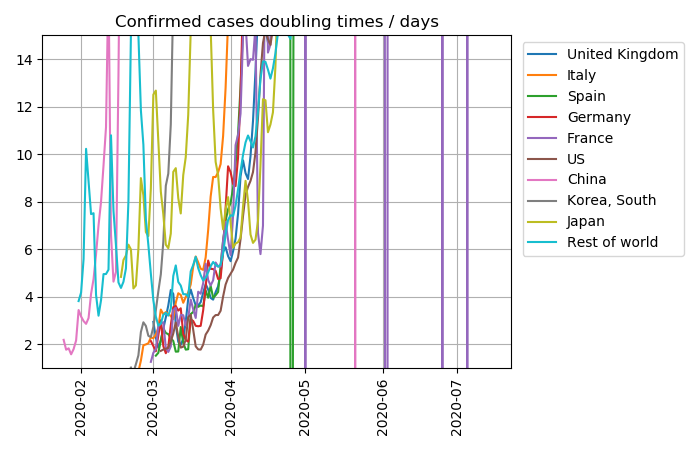 Confirmed cases doubling times / days
14
12
10
8
6
4
2
2020-02
2020-03
2020-04
2020-05
2020-06
2020-07
United Kingdom
Italy
Spain
Germany
France
US
China
Korea, South
Japan
Rest of world